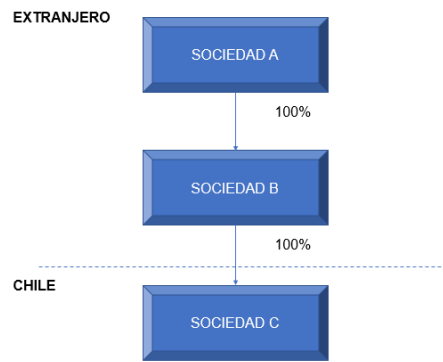 EXTRANJERO
SOCIEDAD A
100%
SOCIEDAD B
100%
CHILE
SOCIEDAD C